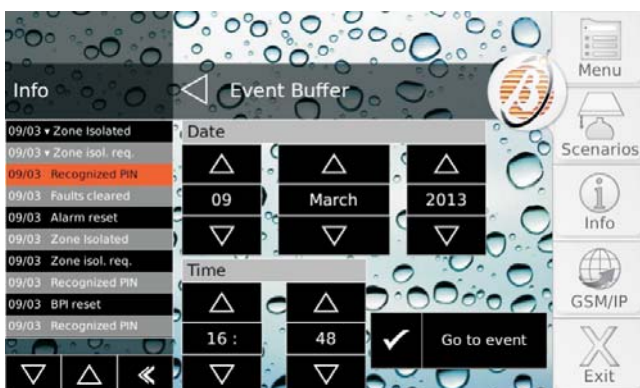 Info
Event Buffer
09/03 ▾ Zone Isolated
09/03 ▾ Zone isol. req.
09/03 Recognized PIN
09/03 Faults cleared
09/03 Alarm reset
09/03 Zone Isolated
09/03 Zone isol. req.
09/03 Recognized PIN
09/03 BPI reset
09/03 Recognized PIN
Date
09
March
2013
Time
16 :
48
Go to event
Menu
Scenarios
Info
GSM/IP
Exit